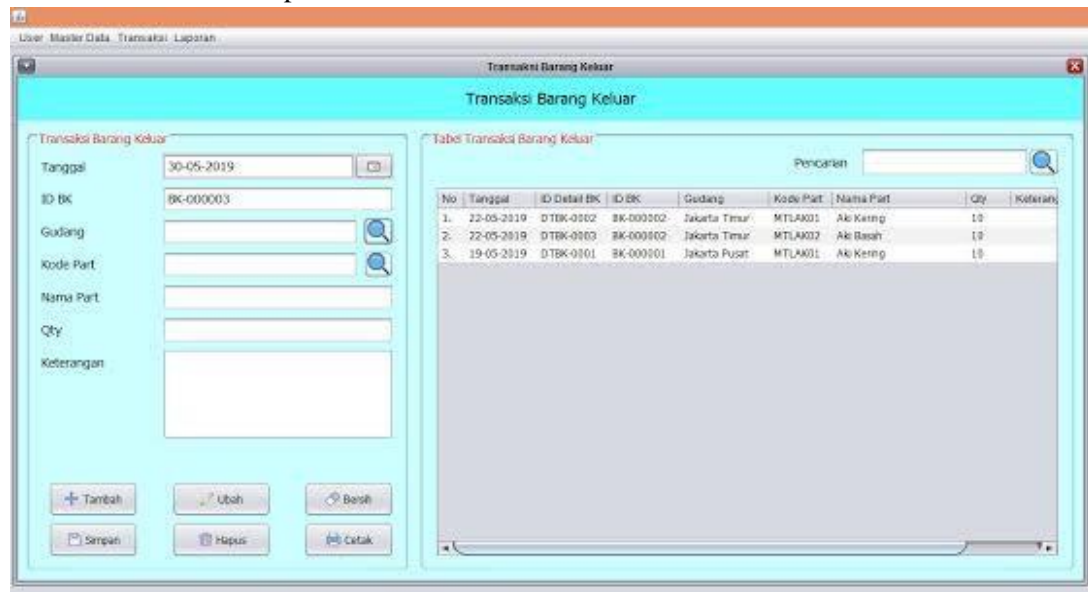 User Master Data Transaksi Laporan
Transaksi Barang Keluar
Transaksi Barang Keluar
Transaksi Barang Keluar
Tanggal 30-05-2019
ID BK BK-000003
Gudang
Kode Part
Nama Part
Qty
Keterangan
Tambah Ubah Bersih
Simpan Hapus Cetak
Tabel Transaksi Barang Keluar
Pencarian
No Tanggal ID Detail BK ID BK Gudang Kode Part Nama Part Qty Keterang
1. 22-05-2019 DTBK-0002 BK-000002 Jakarta Timur MTLAK01 Aki Kering 10
2. 22-05-2019 DTBK-0003 BK-000002 Jakarta Timur MTLAK02 Aki Basah 10
3. 19-05-2019 DTBK-0001 BK-000001 Jakarta Pusat MTLAK01 Aki Kering 10